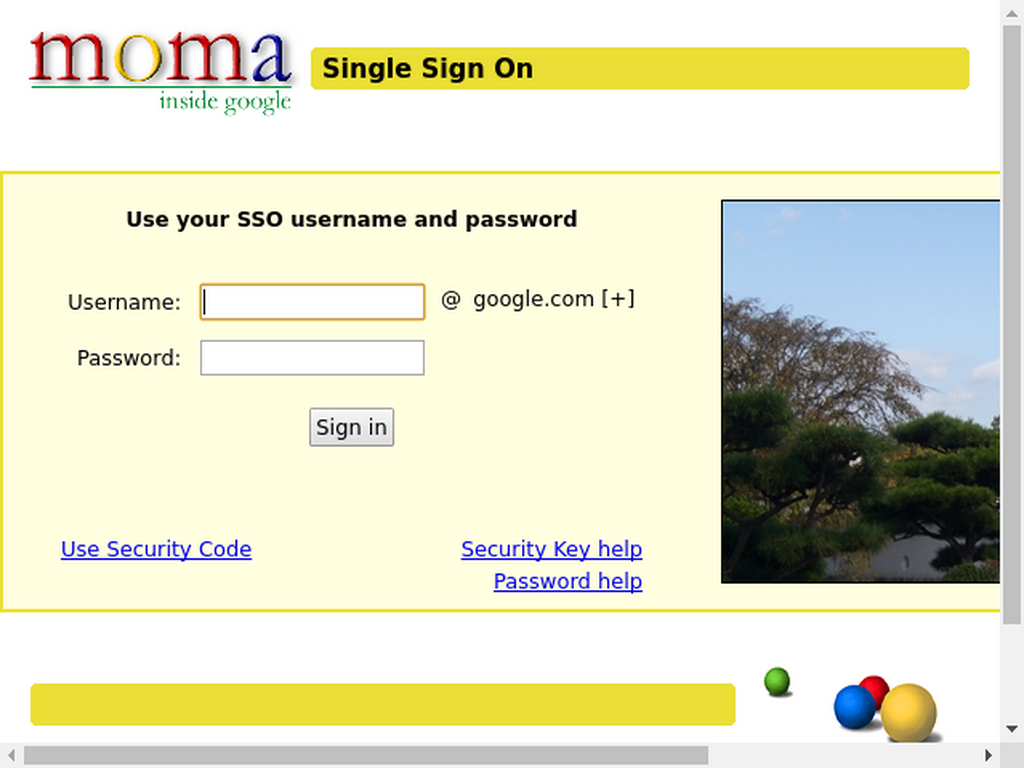 moma
inside google
Single Sign On
Use your SSO username and password
Username: @ google.com [+]
Password:
Sign in
Use Security Code
Security Key help
Password help